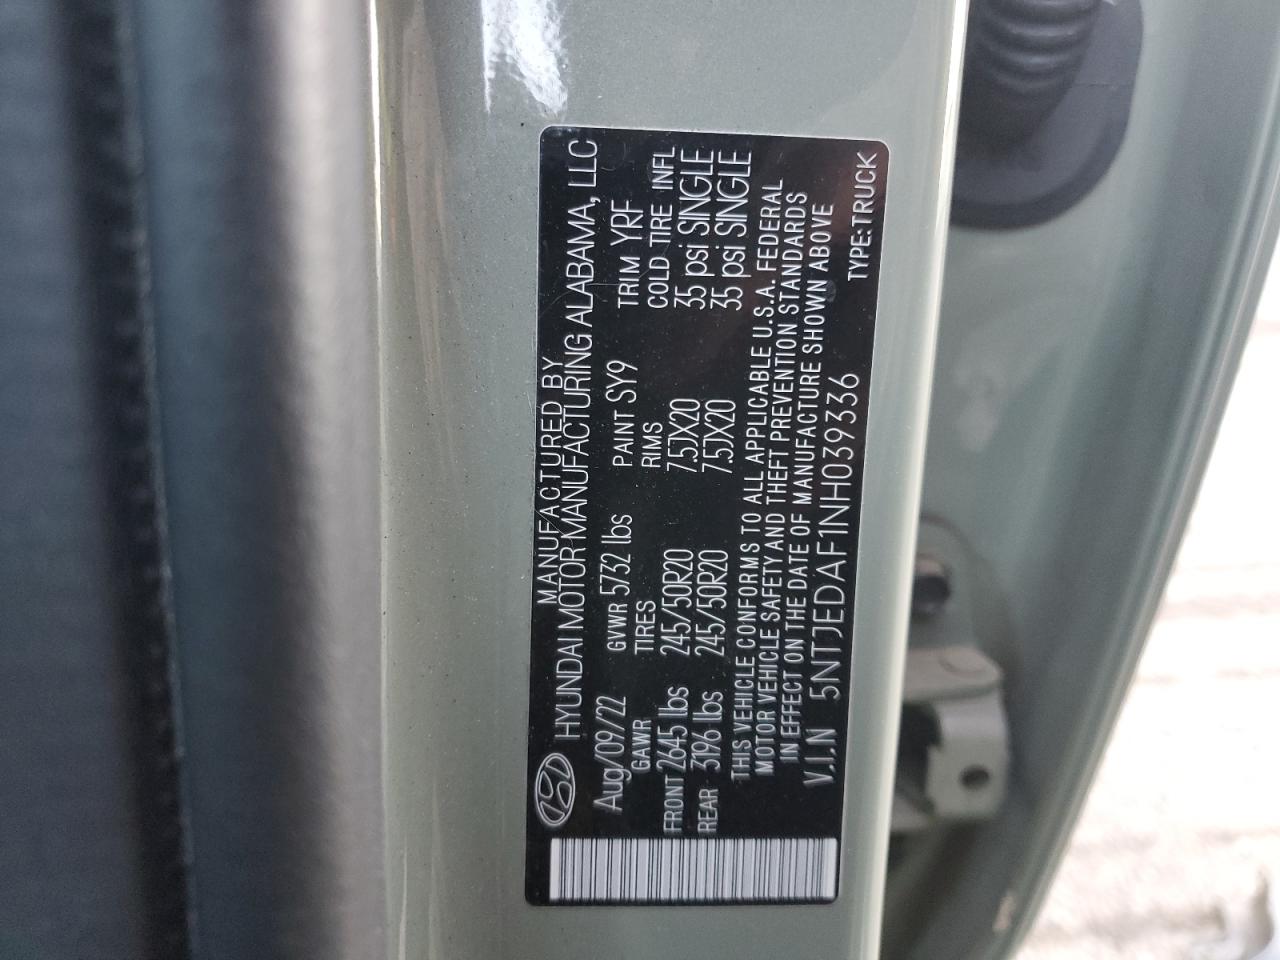 MANUFACTURED BY
HYUNDAI MOTOR MANUFACTURING ALABAMA, LLC
Aug/09/22 GVWR 5732 lbs PAINT SY9 TRIM YRF
GAWR TIRES RIMS COLD TIRE INFL
FRONT 2645 lbs 245/50R20 7.5JX20 35 psi SINGLE
REAR 3196 lbs 245/50R20 7.5JX20 35 psi SINGLE
THIS VEHICLE CONFORMS TO ALL APPLICABLE U.S.A. FEDERAL
MOTOR VEHICLE SAFETY AND THEFT PREVENTION STANDARDS
IN EFFECT ON THE DATE OF MANUFACTURE SHOWN ABOVE
V.I.N 5NTJEDAF1NH039336 TYPE:TRUCK